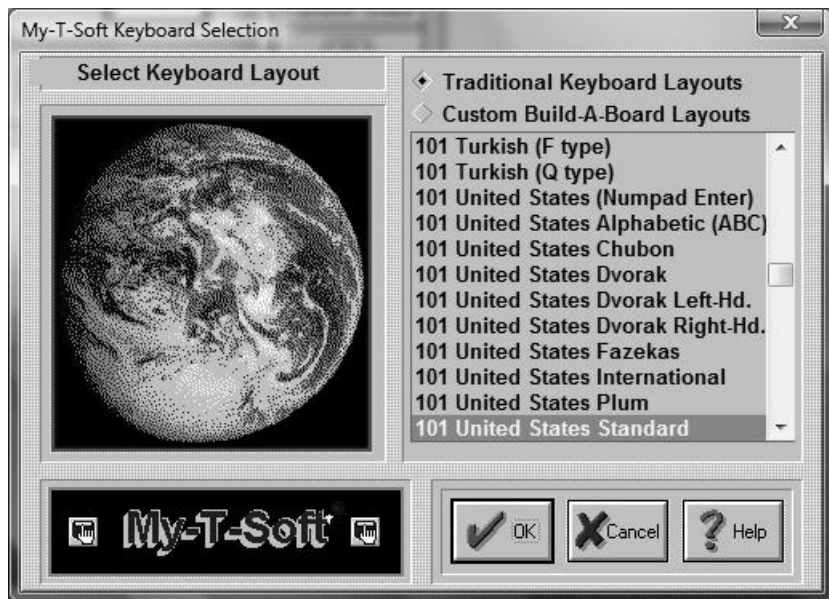 My-T-Soft Keyboard Selection
Select Keyboard Layout
Traditional Keyboard Layouts
Custom Build-A-Board Layouts
101 Turkish (F type)
101 Turkish (Q type)
101 United States (Numpad Enter)
101 United States Alphabetic (ABC)
101 United States Chubon
101 United States Dvorak
101 United States Dvorak Left-Hd.
101 United States Dvorak Right-Hd.
101 United States Fazekas
101 United States International
101 United States Plum
101 United States Standard
My-T-Soft
OK
Cancel
Help